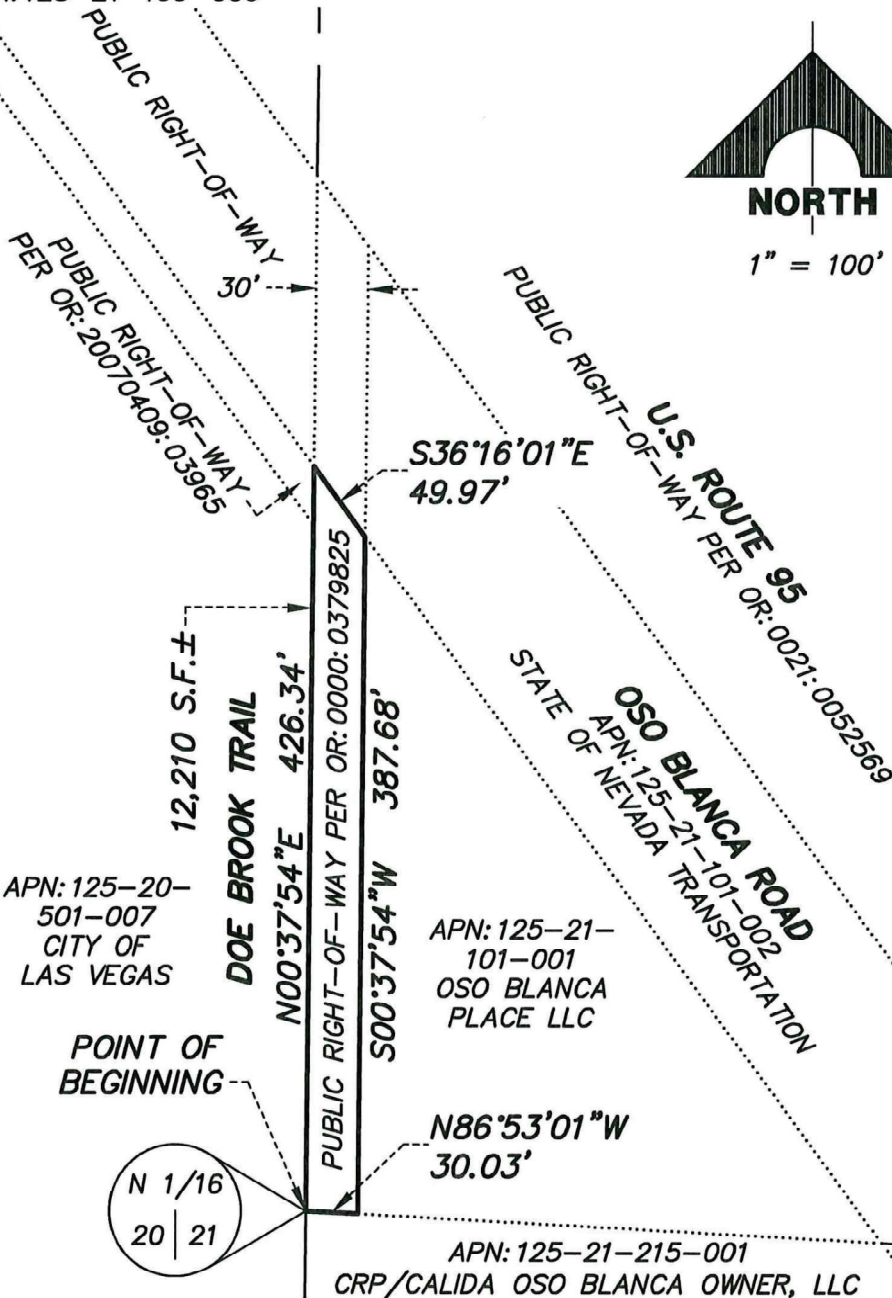 PUBLIC RIGHT-OF-WAY
NORTH
1" = 100'
PUBLIC RIGHT-OF-WAY
PER OR: 20070409: 03965
30'
U.S. ROUTE 95
PUBLIC RIGHT-OF-WAY PER OR: 0021: 0052569
S36°16'01"E
49.97'
12,210 S.F.±
DOE BROOK TRAIL
N00°37'54"E 426.34'
PUBLIC RIGHT-OF-WAY PER OR: 0000: 0379825
S00°37'54"W 387.68'
OSO BLANCA ROAD
APN: 125-21-101-002
STATE OF NEVADA TRANSPORTATION
APN: 125-20-
501-007
CITY OF
LAS VEGAS
APN: 125-21-
101-001
OSO BLANCA
PLACE LLC
POINT OF
BEGINNING
N86°53'01"W
30.03'
N 1/16
20 | 21
APN: 125-21-215-001
CRP/CALIDA OSO BLANCA OWNER, LLC